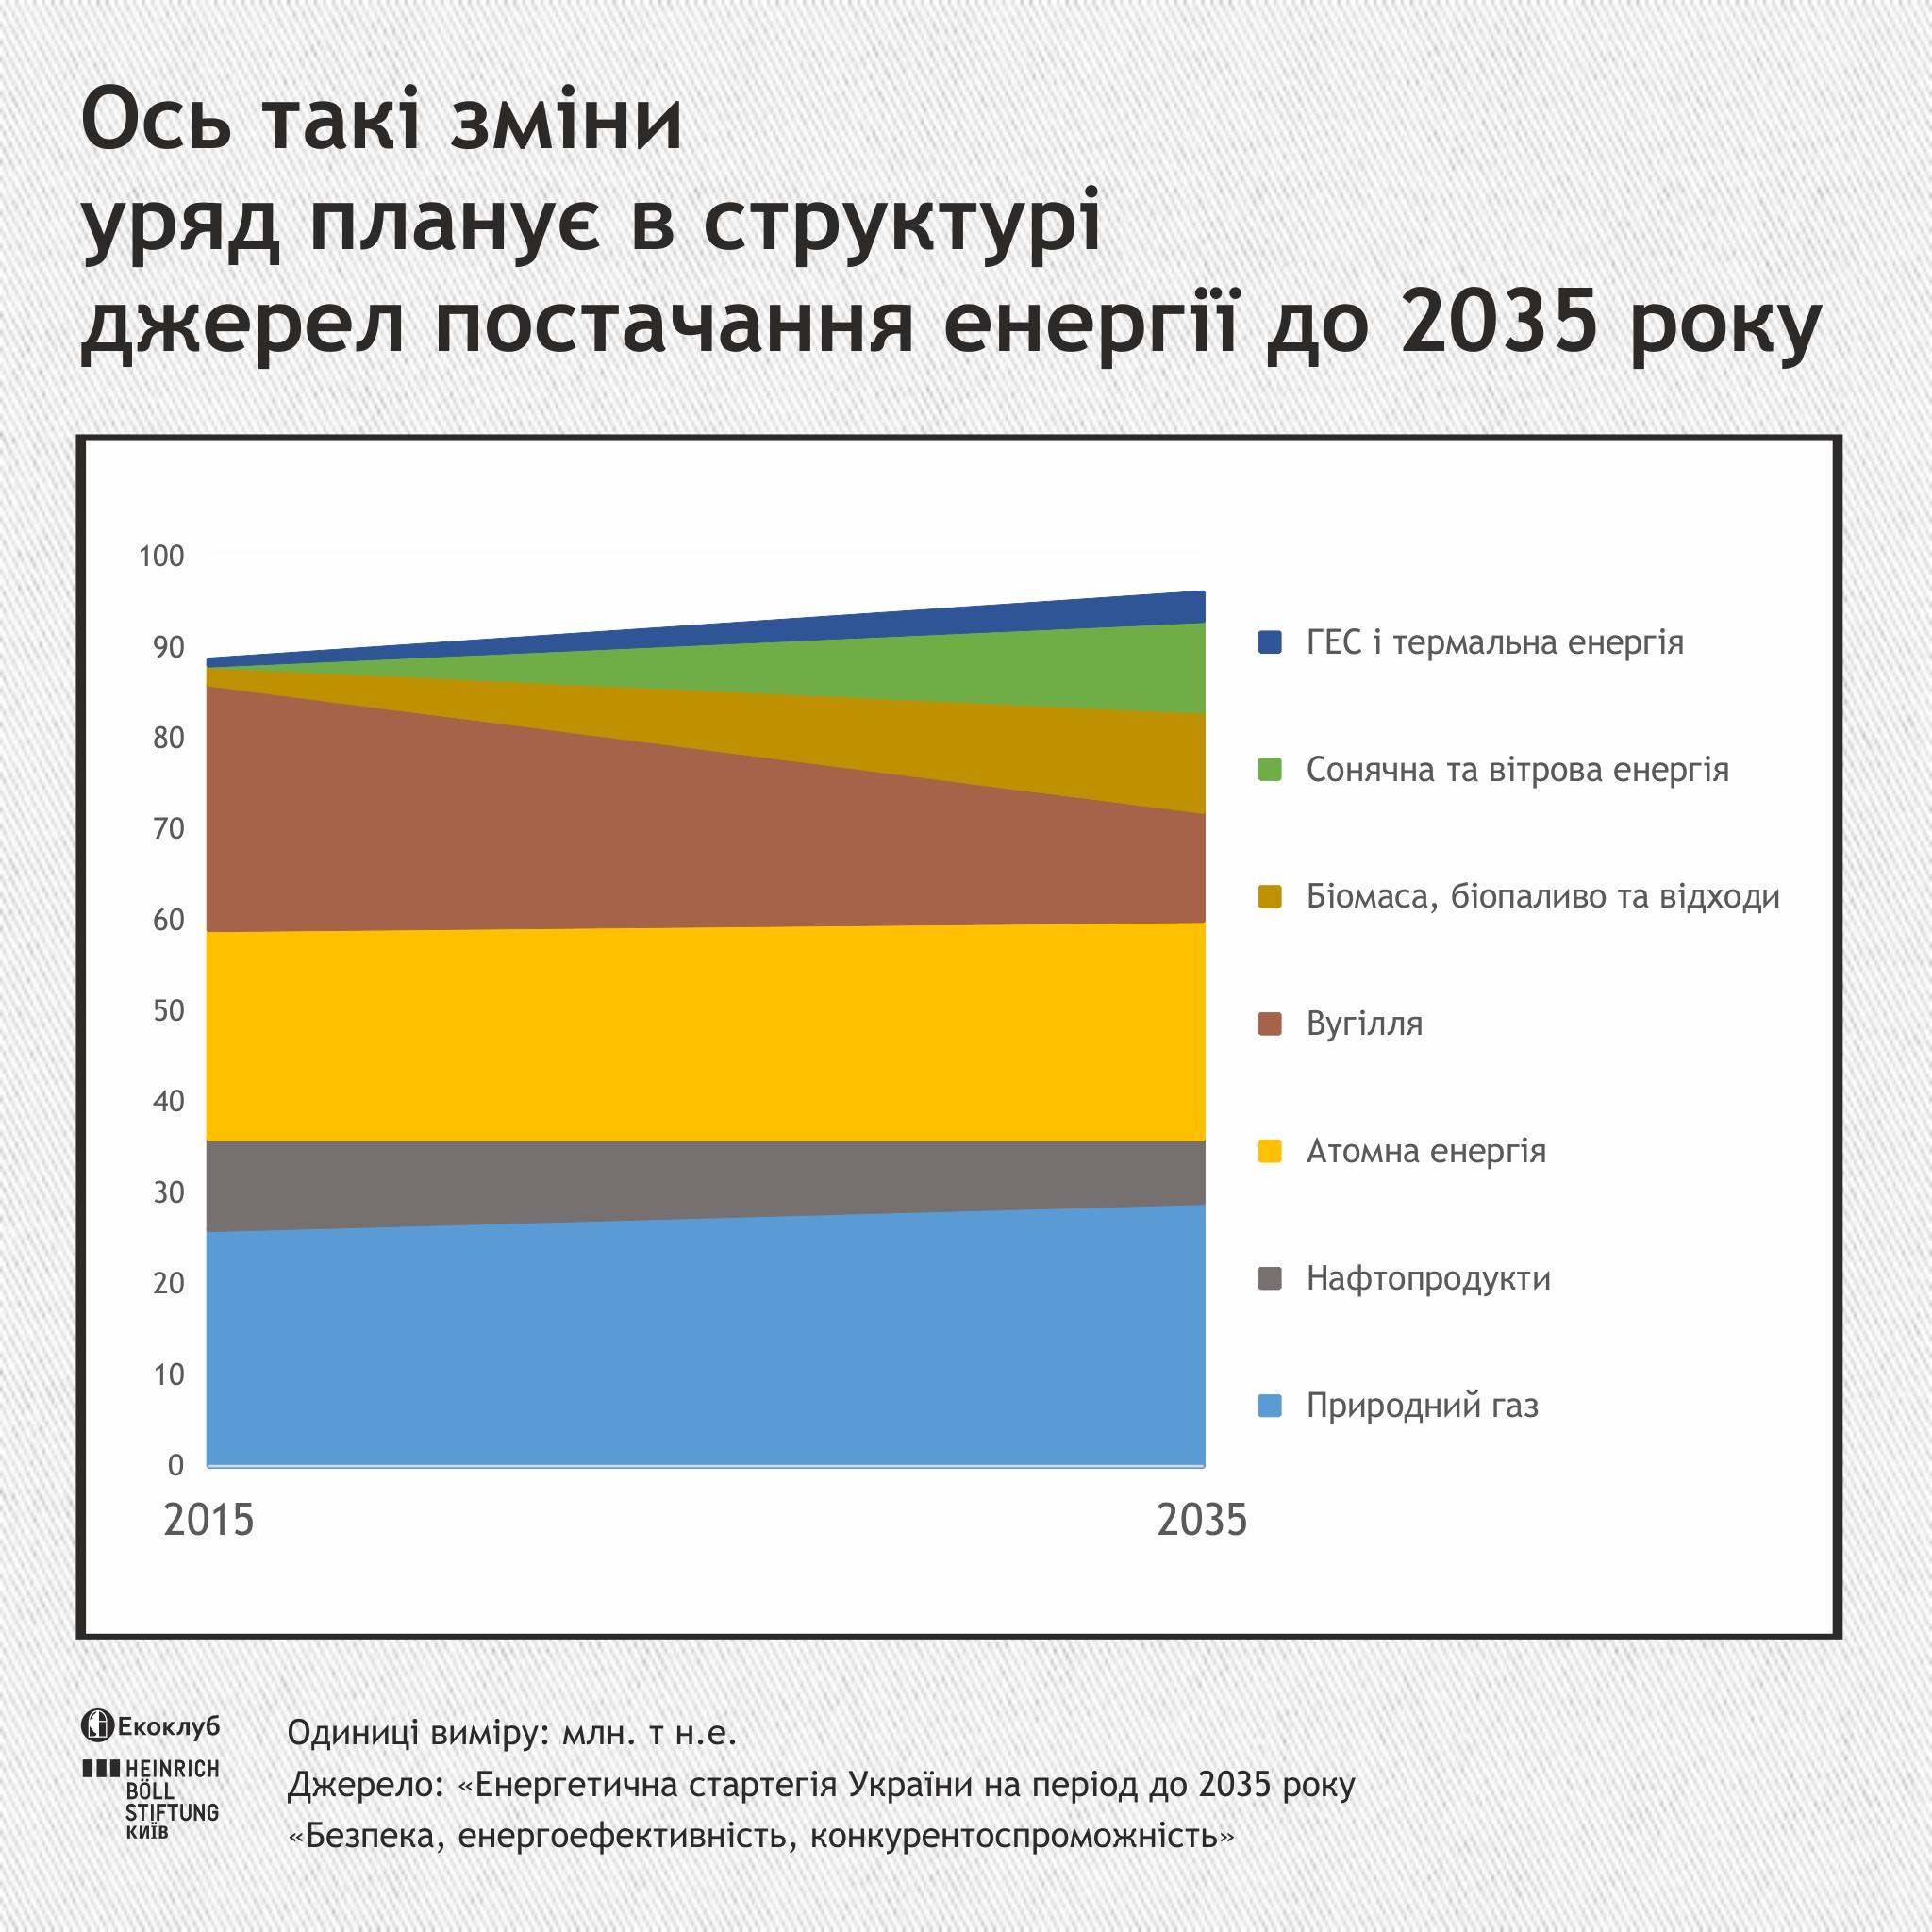 Ось такі зміни
уряд планує в структурі
джерел постачання енергії до 2035 року
100
90
80
70
60
50
40
30
20
10
0
2015
2035
ГЕС і термальна енергія
Сонячна та вітрова енергія
Біомаса, біопаливо та відходи
Вугілля
Атомна енергія
Нафтопродукти
Природний газ
Екоклуб
HEINRICH
BÖLL
STIFTUNG
КИЇВ
Одиниці виміру: млн. т н.е.
Джерело: «Енергетична стартегія України на період до 2035 року
«Безпека, енергоефективність, конкурентоспроможність»